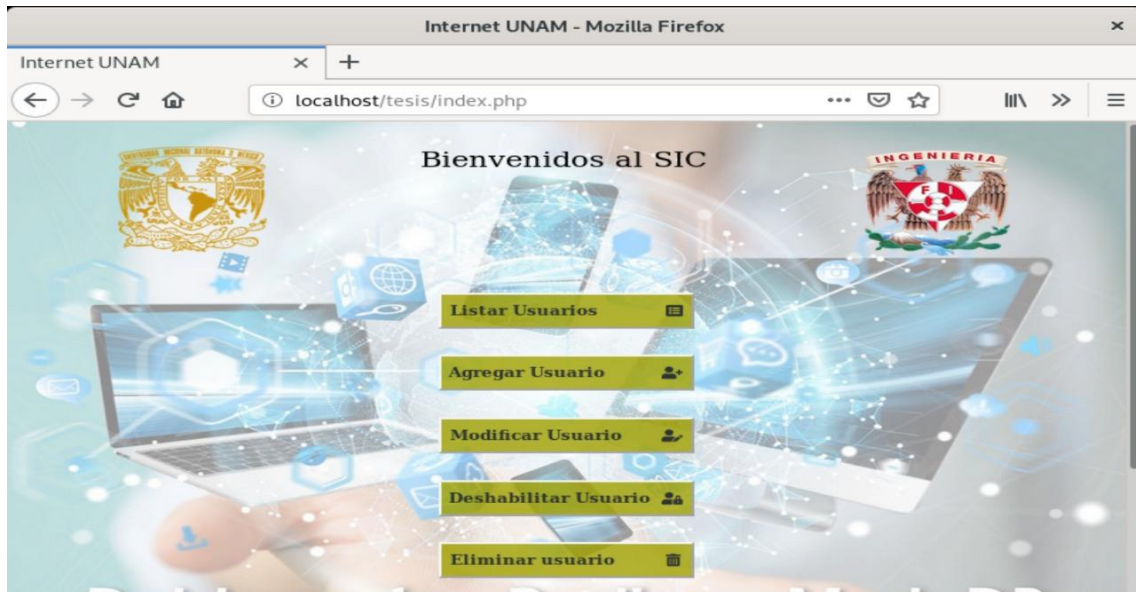 Internet UNAM - Mozilla Firefox
Internet UNAM
localhost/tesis/index.php
Bienvenidos al SIC
INGENIERIA
F I
Listar Usuarios
Agregar Usuario
Modificar Usuario
Deshabilitar Usuario
Eliminar usuario